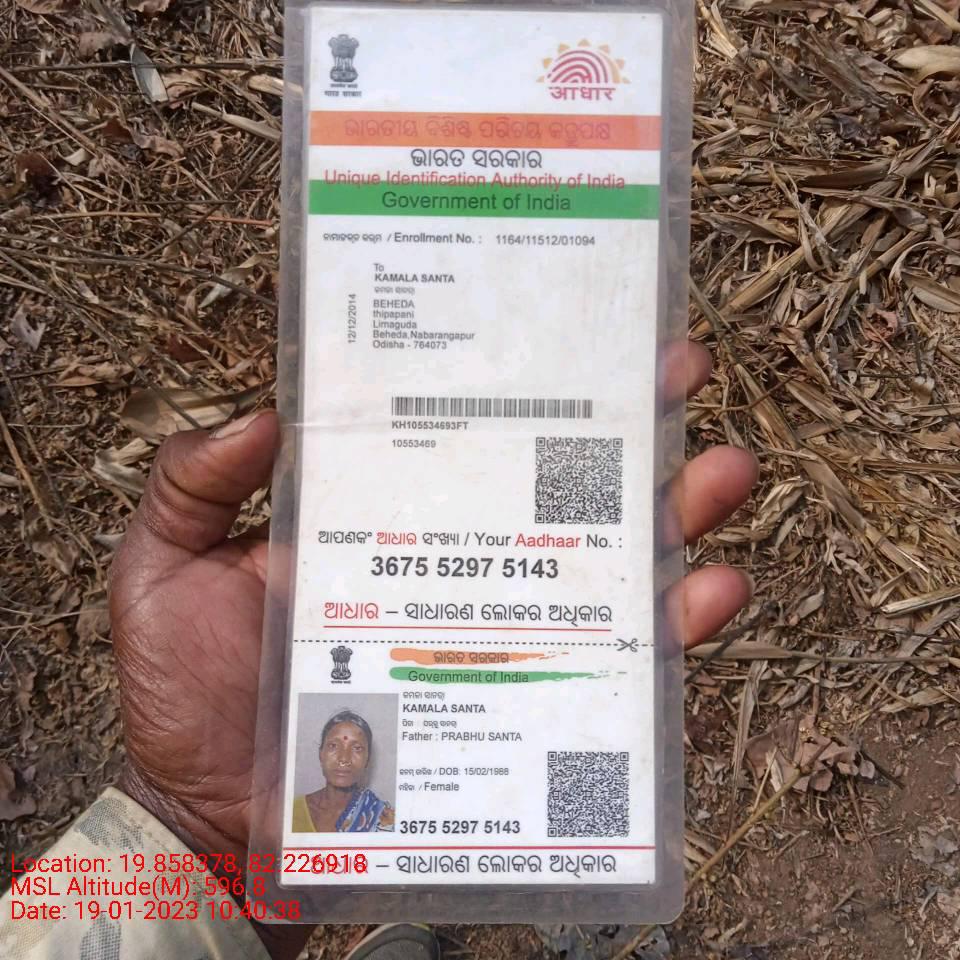 आधार
ଭାରତୀୟ ବିଶିଷ୍ଟ ପରିଚୟ କର୍ତ୍ତୃପକ୍ଷ
ଭାରତ ସରକାର
Unique Identification Authority of India
Government of India
/ Enrollment No. : 1164/11512/01094
To
KAMALA SANTA
କମଳା ସାନ୍ତା
BEHEDA
thipapani
Limaguda
Beheda,Nabarangapur
Odisha - 764073
12/12/2014
KH105534693FT
10553469
ଆପଣଙ୍କ ଆଧାର ସଂଖ୍ୟା / Your Aadhaar No. :
3675 5297 5143
ଆଧାର – ସାଧାରଣ ଲୋକର ଅଧିକାର
ଭାରତ ସରକାର
Government of India
କମଳା ସାନ୍ତା
KAMALA SANTA
Father : PRABHU SANTA
/ DOB: 15/02/1988
ମହିଳା / Female
3675 5297 5143
ଆଧାର – ସାଧାରଣ ଲୋକର ଅଧିକାର
Location: 19.858378, 82.226918
MSL Altitude(M): 596.8
Date: 19-01-2023 10:40:38